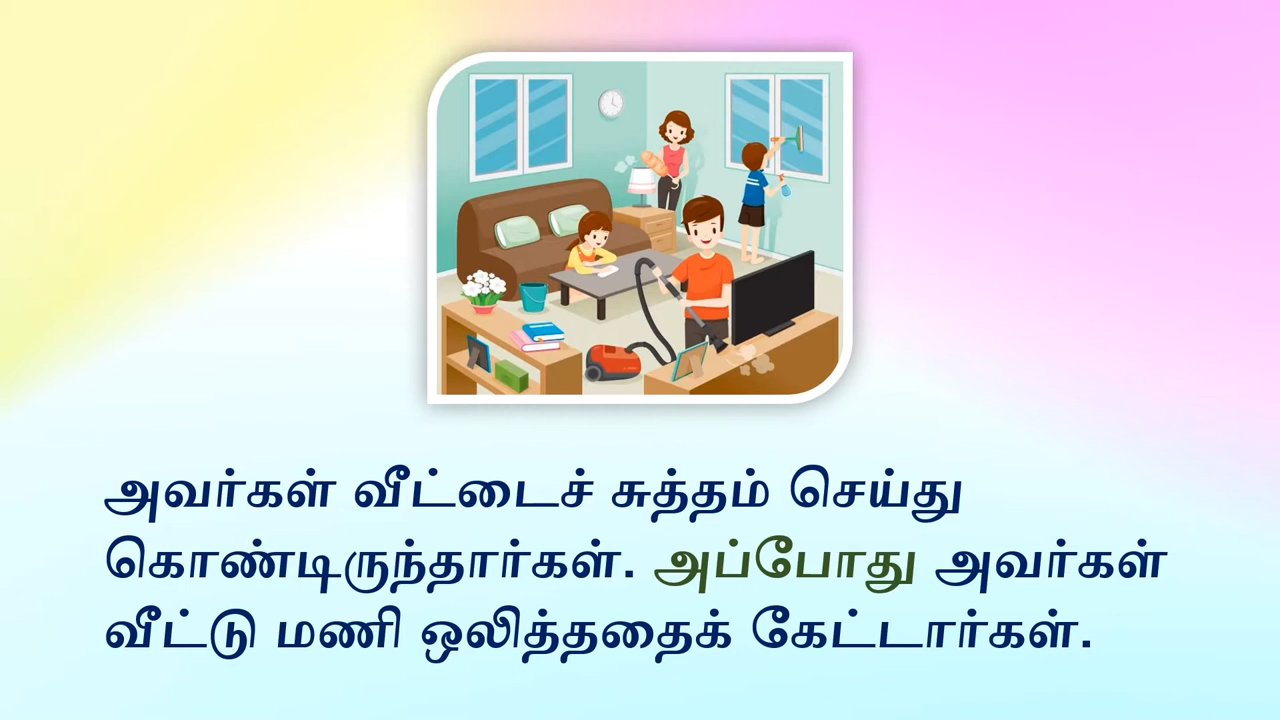 அவர்கள் வீட்டைச் சுத்தம் செய்து
கொண்டிருந்தார்கள். அப்போது அவர்கள்
வீட்டு மணி ஒலித்ததைக் கேட்டார்கள்.